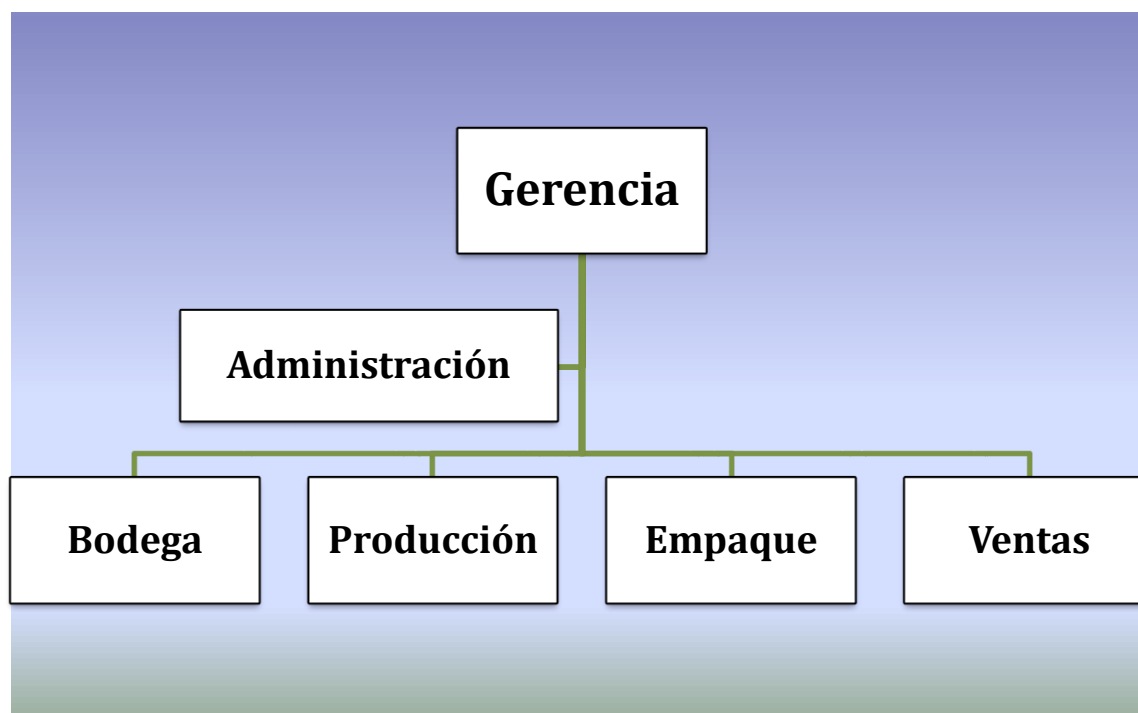 Gerencia
Administración
Bodega
Producción
Empaque
Ventas